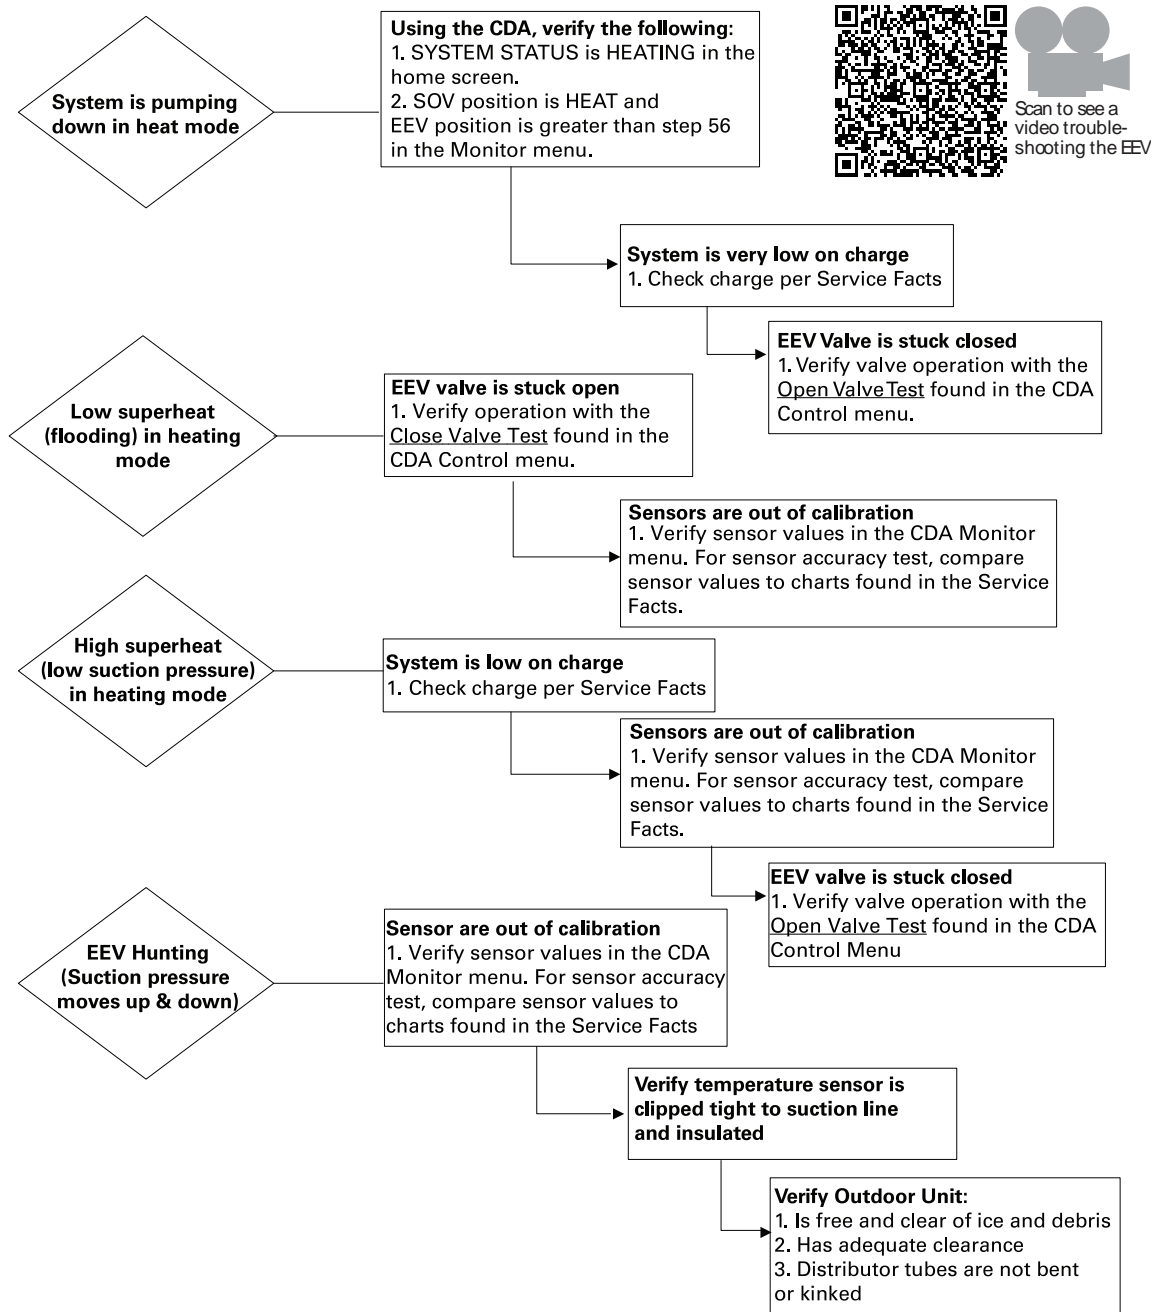 System is pumping
down in heat mode
Using the CDA, verify the following:
1. SYSTEM STATUS is HEATING in the
home screen.
2. SOV position is HEAT and
EEV position is greater than step 56
in the Monitor menu.
Scan to see a
video trouble-
shooting the EEV
System is very low on charge
1. Check charge per Service Facts
EEV Valve is stuck closed
1. Verify valve operation with the
Open Valve Test found in the CDA
Control menu.
Low superheat
(flooding) in heating
mode
EEV valve is stuck open
1. Verify operation with the
Close Valve Test found in the
CDA Control menu.
Sensors are out of calibration
1. Verify sensor values in the CDA Monitor
menu. For sensor accuracy test, compare
sensor values to charts found in the Service
Facts.
High superheat
(low suction pressure)
in heating mode
System is low on charge
1. Check charge per Service Facts
Sensors are out of calibration
1. Verify sensor values in the CDA Monitor
menu. For sensor accuracy test, compare
sensor values to charts found in the Service
Facts.
EEV valve is stuck closed
1. Verify valve operation with the
Open Valve Test found in the CDA
Control Menu
EEV Hunting
(Suction pressure
moves up & down)
Sensor are out of calibration
1. Verify sensor values in the CDA
Monitor menu. For sensor accuracy
test, compare sensor values to
charts found in the Service Facts
Verify temperature sensor is
clipped tight to suction line
and insulated
Verify Outdoor Unit:
1. Is free and clear of ice and debris
2. Has adequate clearance
3. Distributor tubes are not bent
or kinked